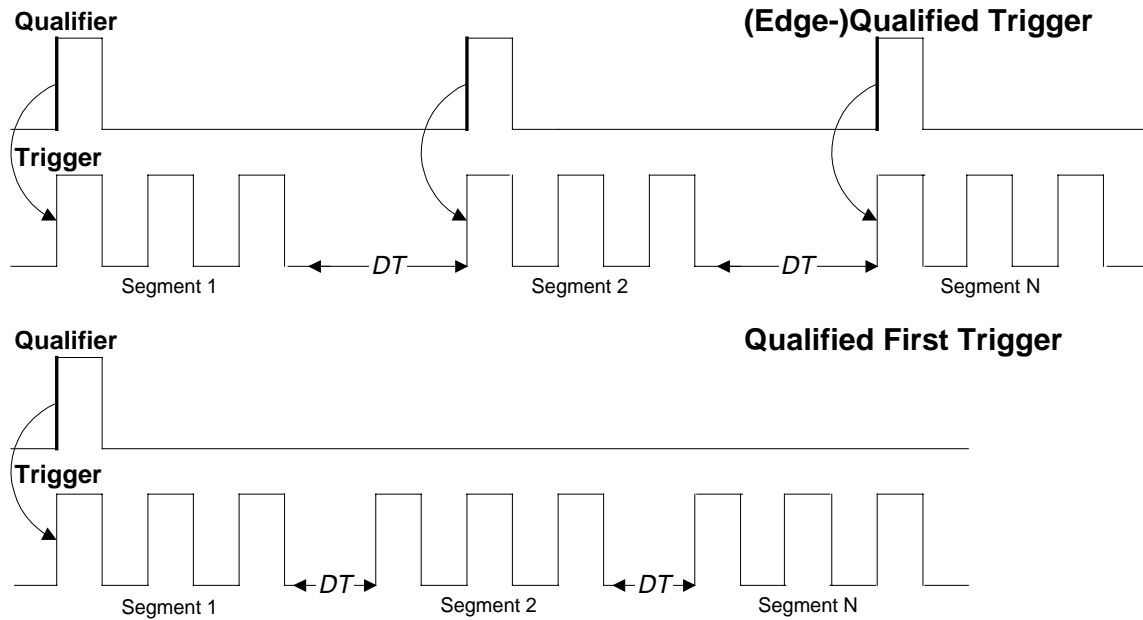 Qualifier
(Edge-)Qualified Trigger
Trigger
DT
DT
Segment 1
Segment 2
Segment N
Qualifier
Qualified First Trigger
Trigger
DT
DT
Segment 1
Segment 2
Segment N